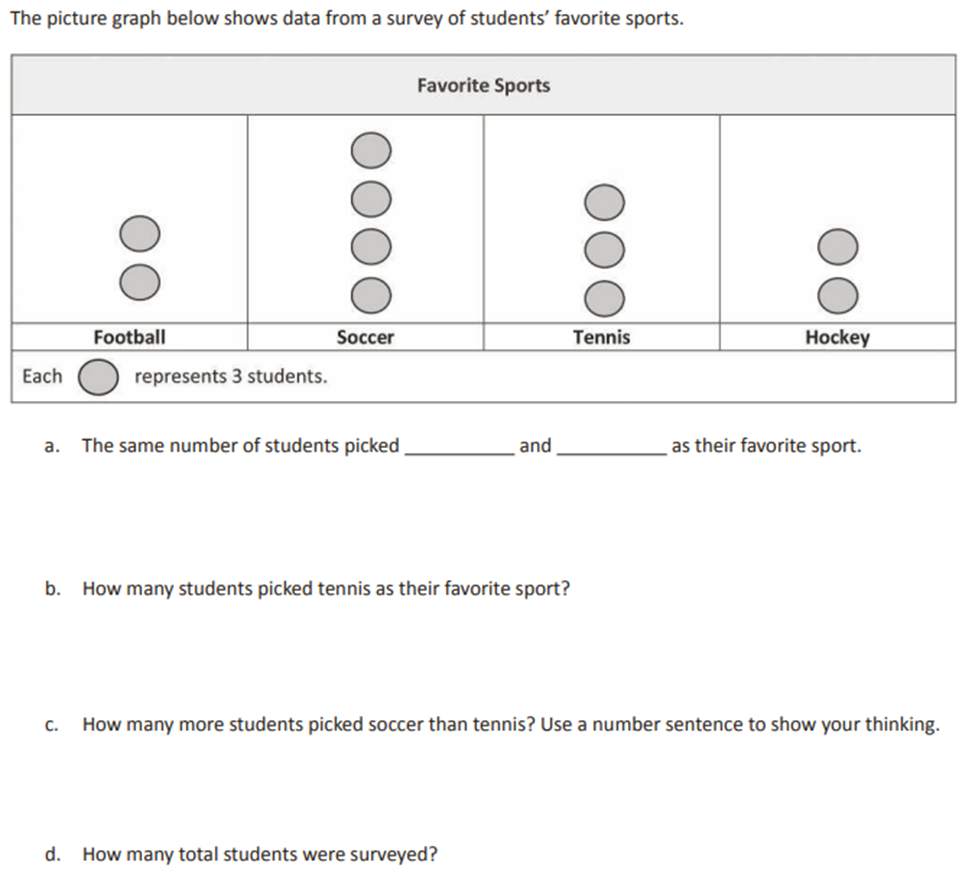 The picture graph below shows data from a survey of students’ favorite sports.
Favorite Sports
Football Soccer Tennis Hockey
Each represents 3 students.
a. The same number of students picked __________ and __________ as their favorite sport.
b. How many students picked tennis as their favorite sport?
c. How many more students picked soccer than tennis? Use a number sentence to show your thinking.
d. How many total students were surveyed?